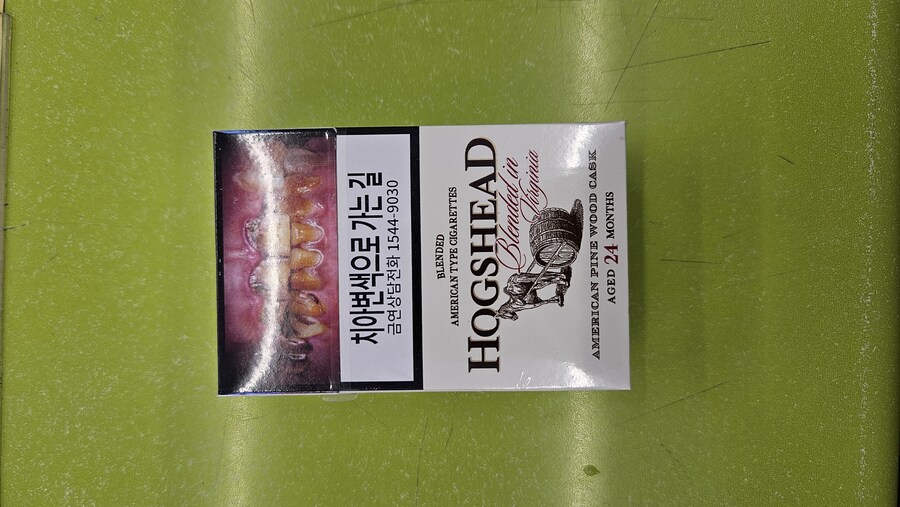 치아변색으로 가는 길
금연상담전화 1544-9030
BLENDED
AMERICAN TYPE CIGARETTES
HOGSHEAD
Blended in
Virginia
AMERICAN PINE WOOD CASK
AGED 24 MONTHS